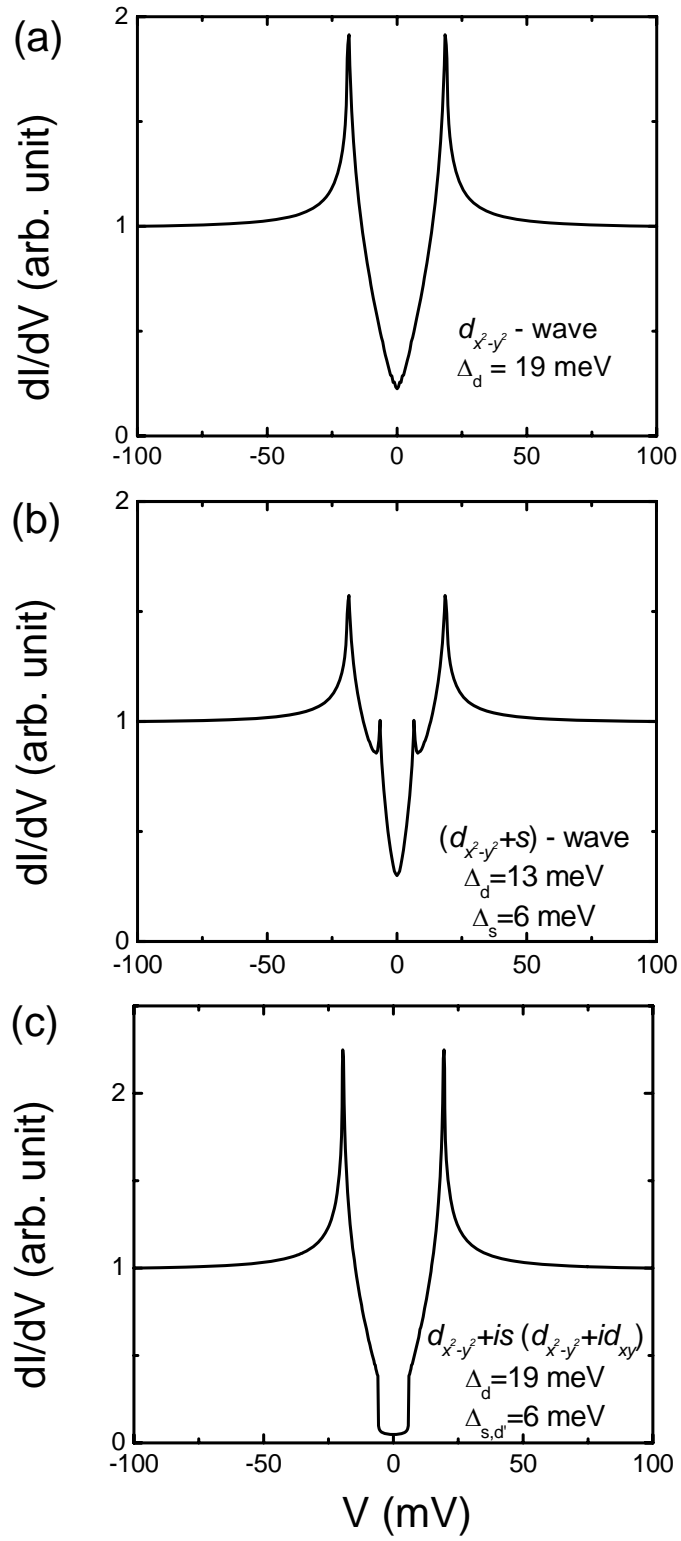 (a)
dI/dV (arb. unit)
2
1
0
d_{x²-y²} - wave
Δ_d = 19 meV
-100 -50 0 50 100
(b)
dI/dV (arb. unit)
2
1
0
(d_{x²-y²}+s) - wave
Δ_d=13 meV
Δ_s=6 meV
-100 -50 0 50 100
(c)
dI/dV (arb. unit)
2
1
0
d_{x²-y²}+is (d_{x²-y²}+id_{xy})
Δ_d=19 meV
Δ_{s,d'}=6 meV
-100 -50 0 50 100
V (mV)